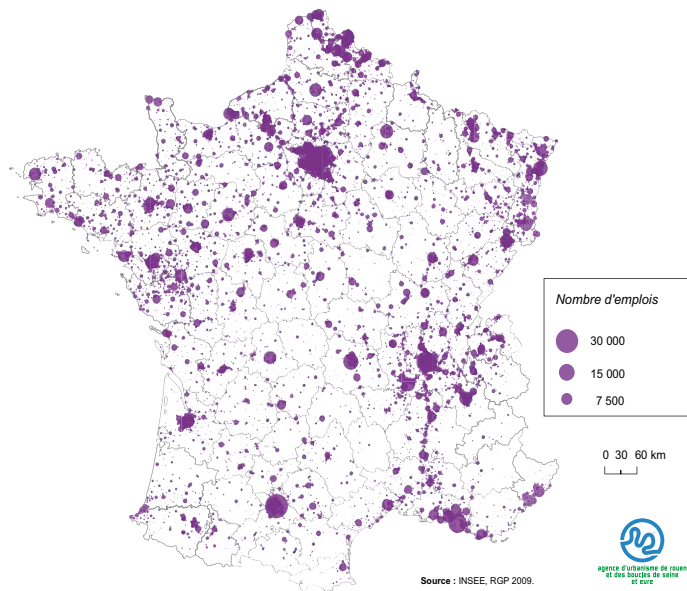 Nombre d'emplois
30 000
15 000
7 500
0 30 60 km
agence d'urbanisme de rouen
et des boucles de seine
et eure
Source : INSEE, RGP 2009.